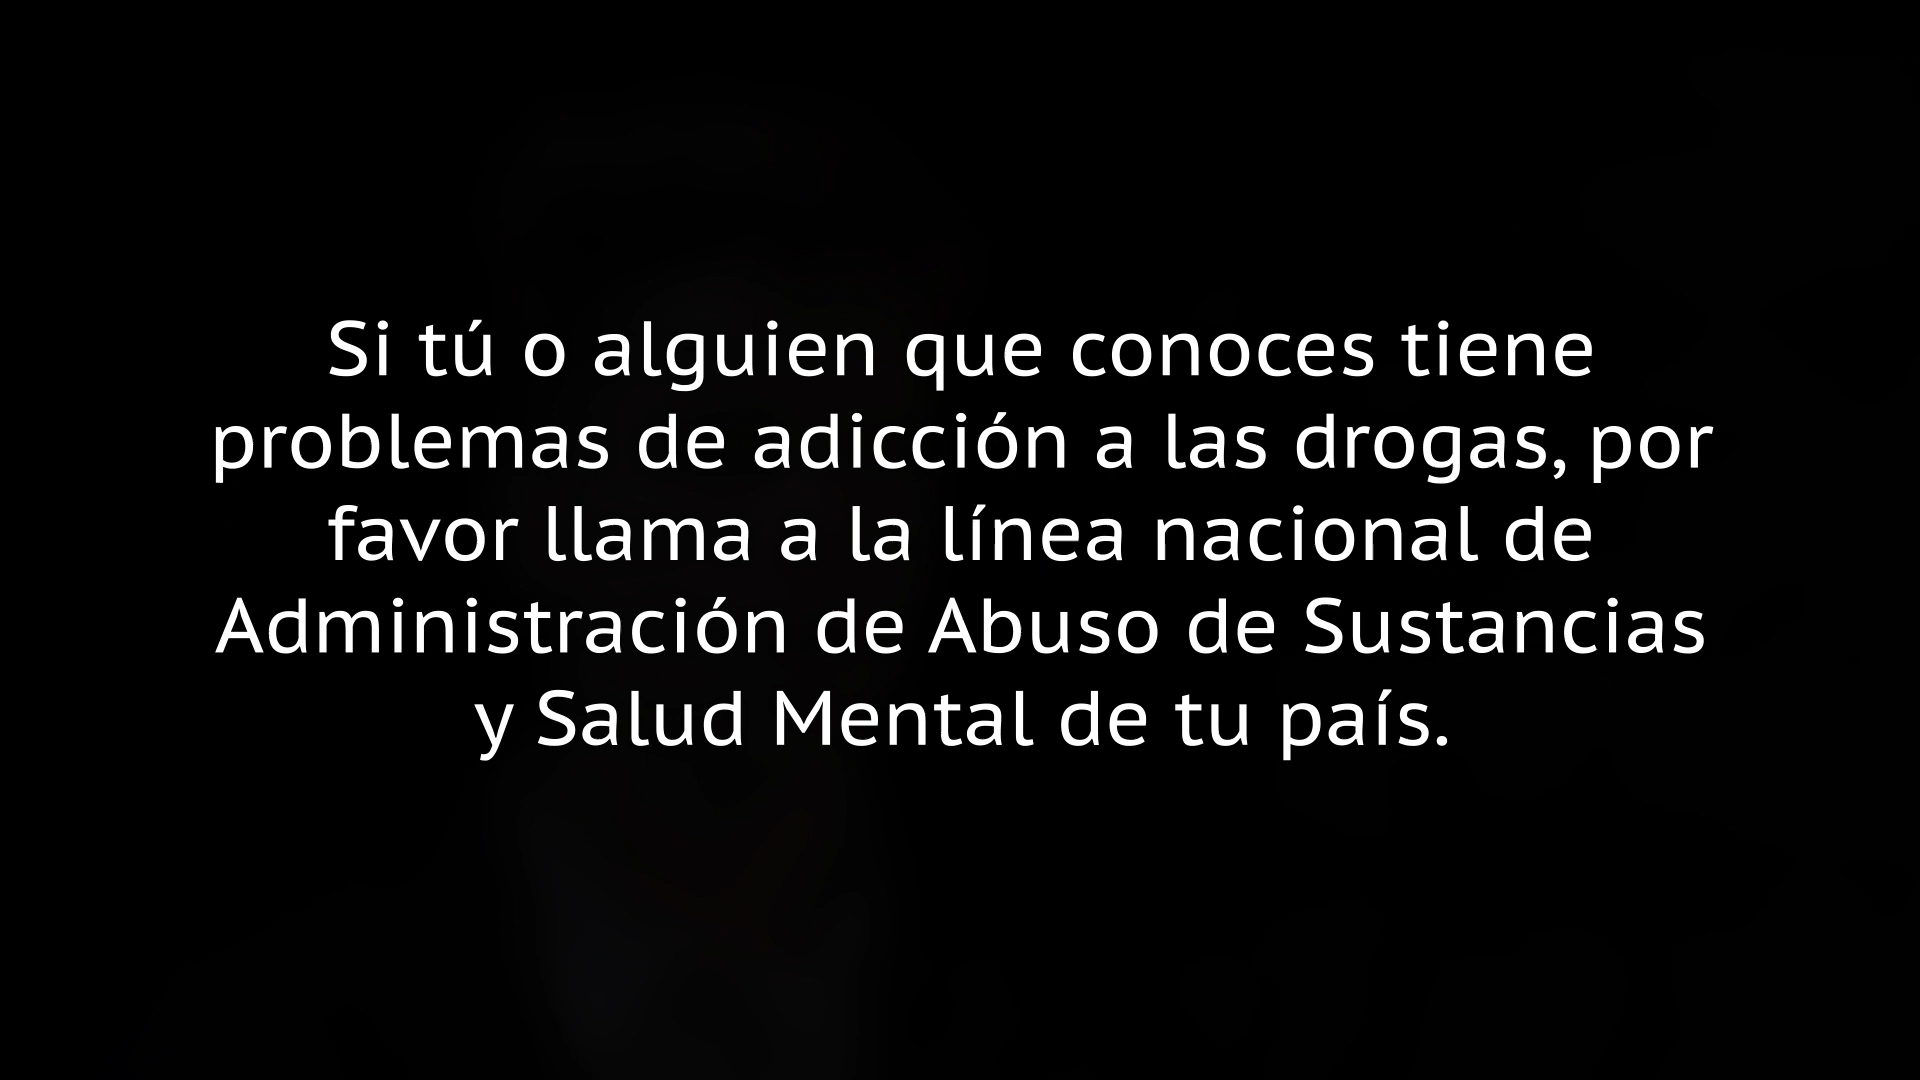 Si tú o alguien que conoces tiene
problemas de adicción a las drogas, por
favor llama a la línea nacional de
Administración de Abuso de Sustancias
y Salud Mental de tu país.